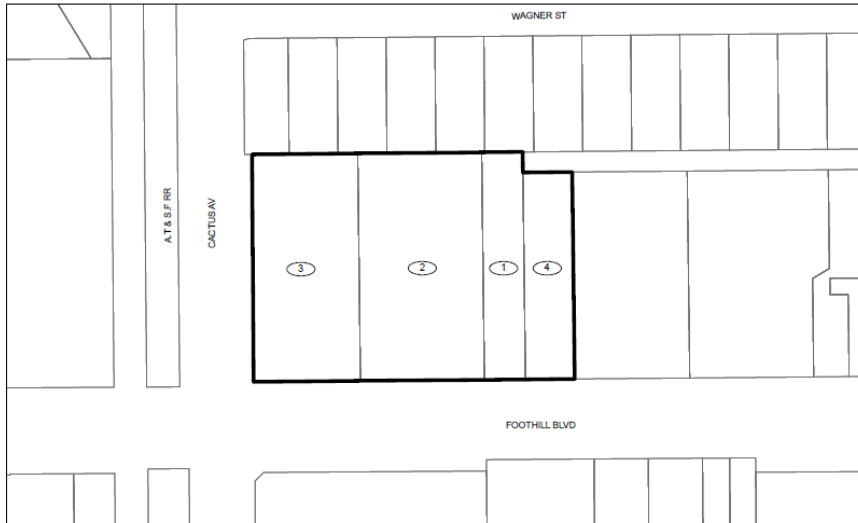 WAGNER ST
A.T & S.F RR
CACTUS AV
3
2
1
4
FOOTHILL BLVD